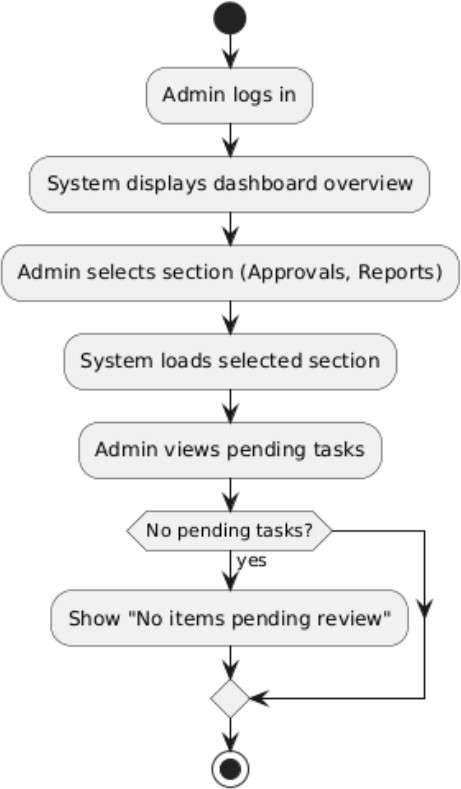 Admin logs in
System displays dashboard overview
Admin selects section (Approvals, Reports)
System loads selected section
Admin views pending tasks
No pending tasks?
yes
Show "No items pending review"